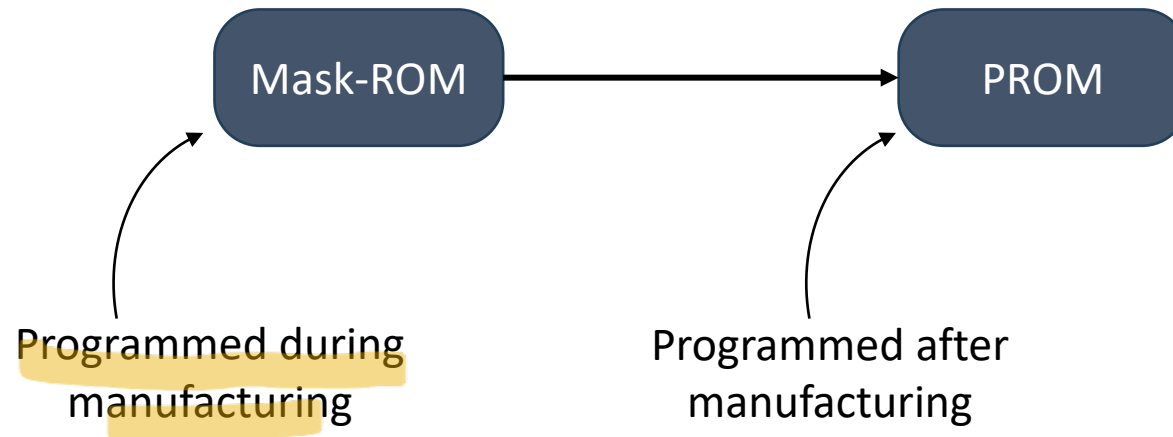 Mask-ROM
PROM
Programmed during
manufacturing
Programmed after
manufacturing